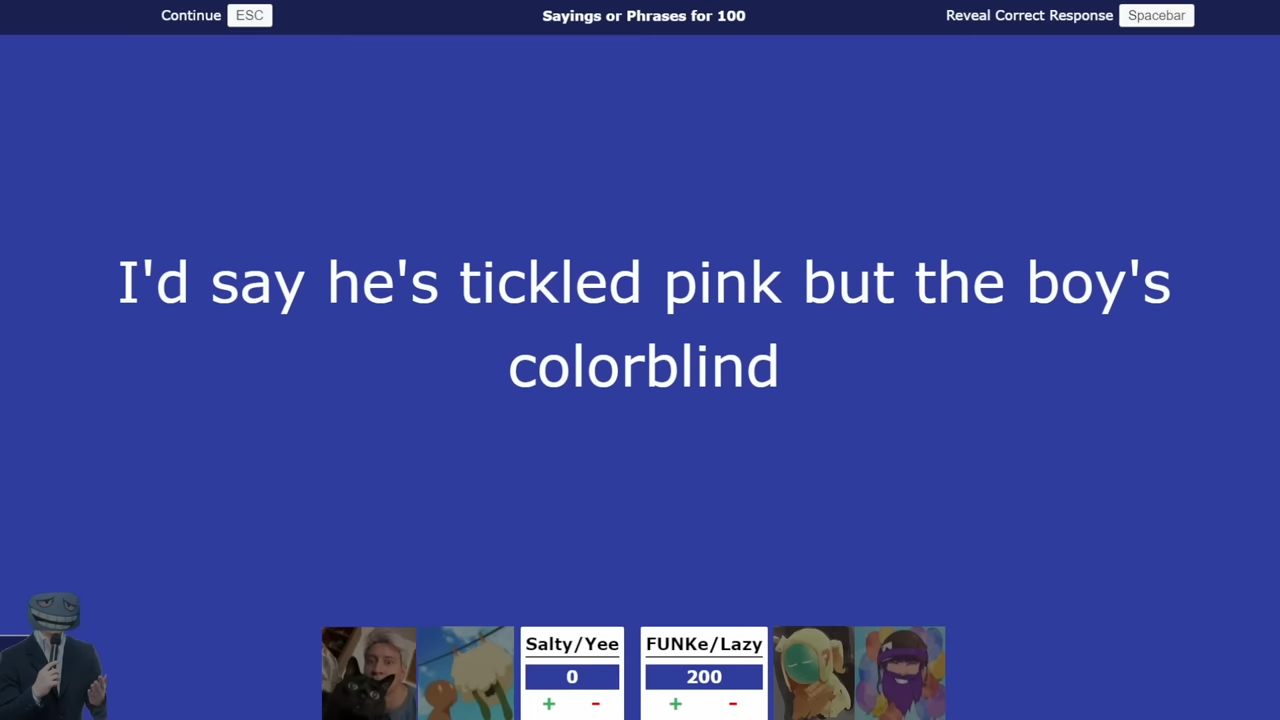 Continue ESC
Sayings or Phrases for 100
Reveal Correct Response Spacebar
I'd say he's tickled pink but the boy's
colorblind
Salty/Yee
0
+ -
FUNKe/Lazy
200
+ -